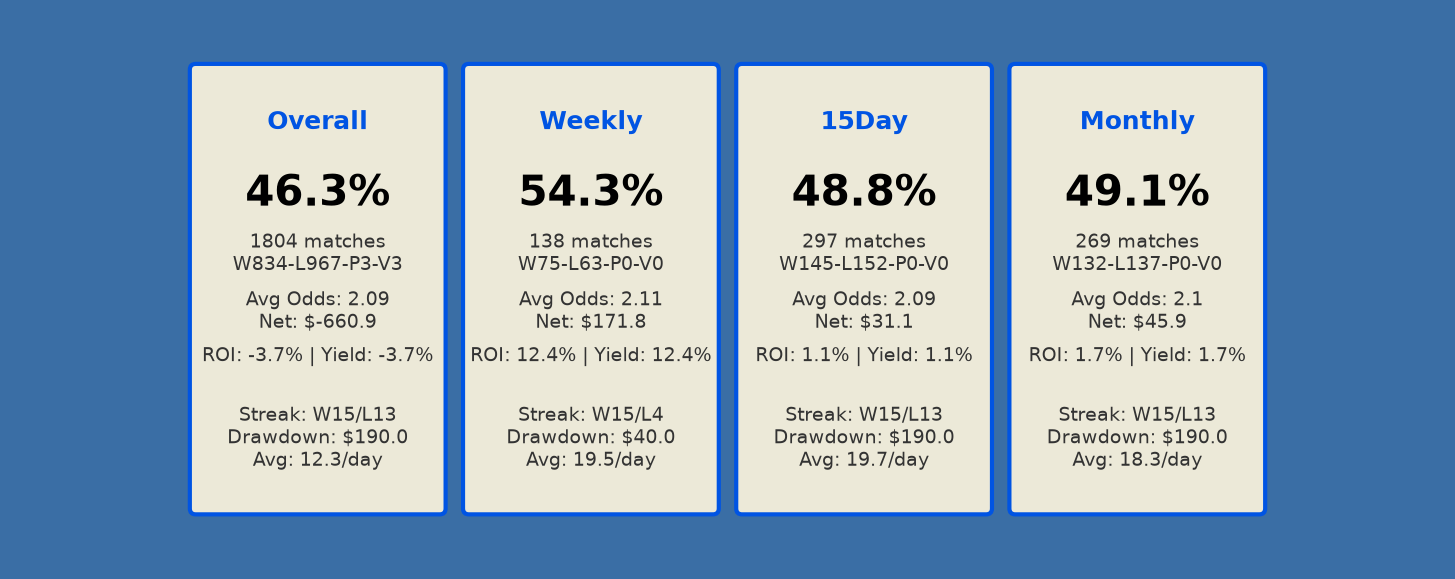 Overall
46.3%
1804 matches
W834-L967-P3-V3
Avg Odds: 2.09
Net: $-660.9
ROI: -3.7% | Yield: -3.7%
Streak: W15/L13
Drawdown: $190.0
Avg: 12.3/day
Weekly
54.3%
138 matches
W75-L63-P0-V0
Avg Odds: 2.11
Net: $171.8
ROI: 12.4% | Yield: 12.4%
Streak: W15/L4
Drawdown: $40.0
Avg: 19.5/day
15Day
48.8%
297 matches
W145-L152-P0-V0
Avg Odds: 2.09
Net: $31.1
ROI: 1.1% | Yield: 1.1%
Streak: W15/L13
Drawdown: $190.0
Avg: 19.7/day
Monthly
49.1%
269 matches
W132-L137-P0-V0
Avg Odds: 2.1
Net: $45.9
ROI: 1.7% | Yield: 1.7%
Streak: W15/L13
Drawdown: $190.0
Avg: 18.3/day